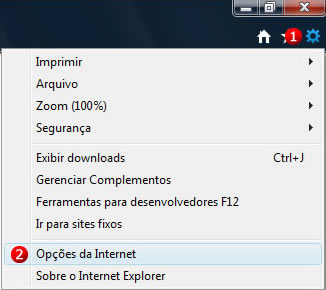 1
Imprimir
Arquivo
Zoom (100%)
Segurança
Exibir downloads Ctrl+J
Gerenciar Complementos
Ferramentas para desenvolvedores F12
Ir para sites fixos
2 Opções da Internet
Sobre o Internet Explorer